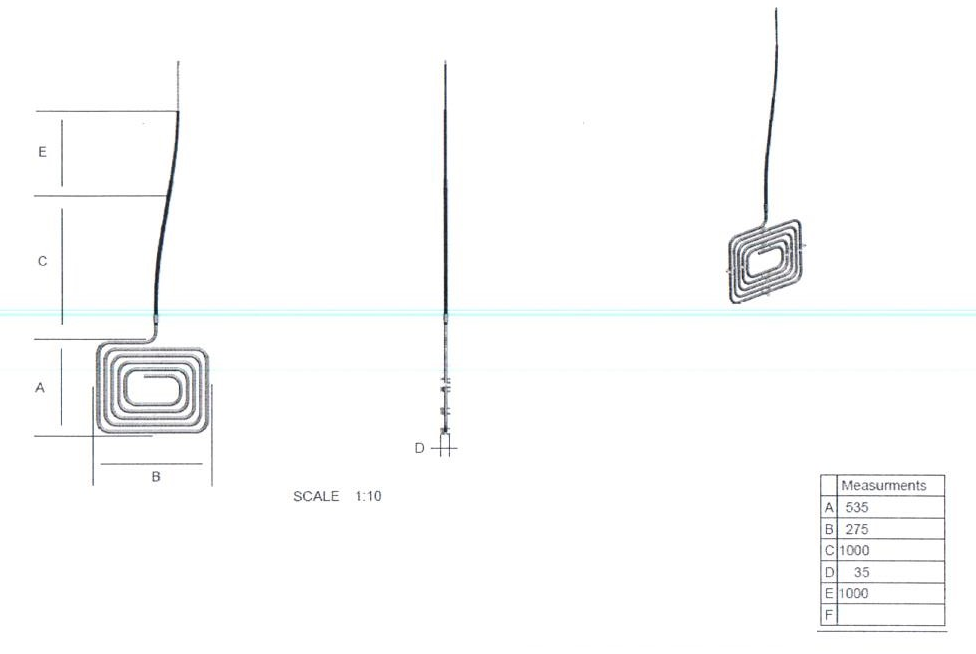 E
C
A
B
D
SCALE 1:10
Measurments
A 535
B 275
C 1000
D 35
E 1000
F